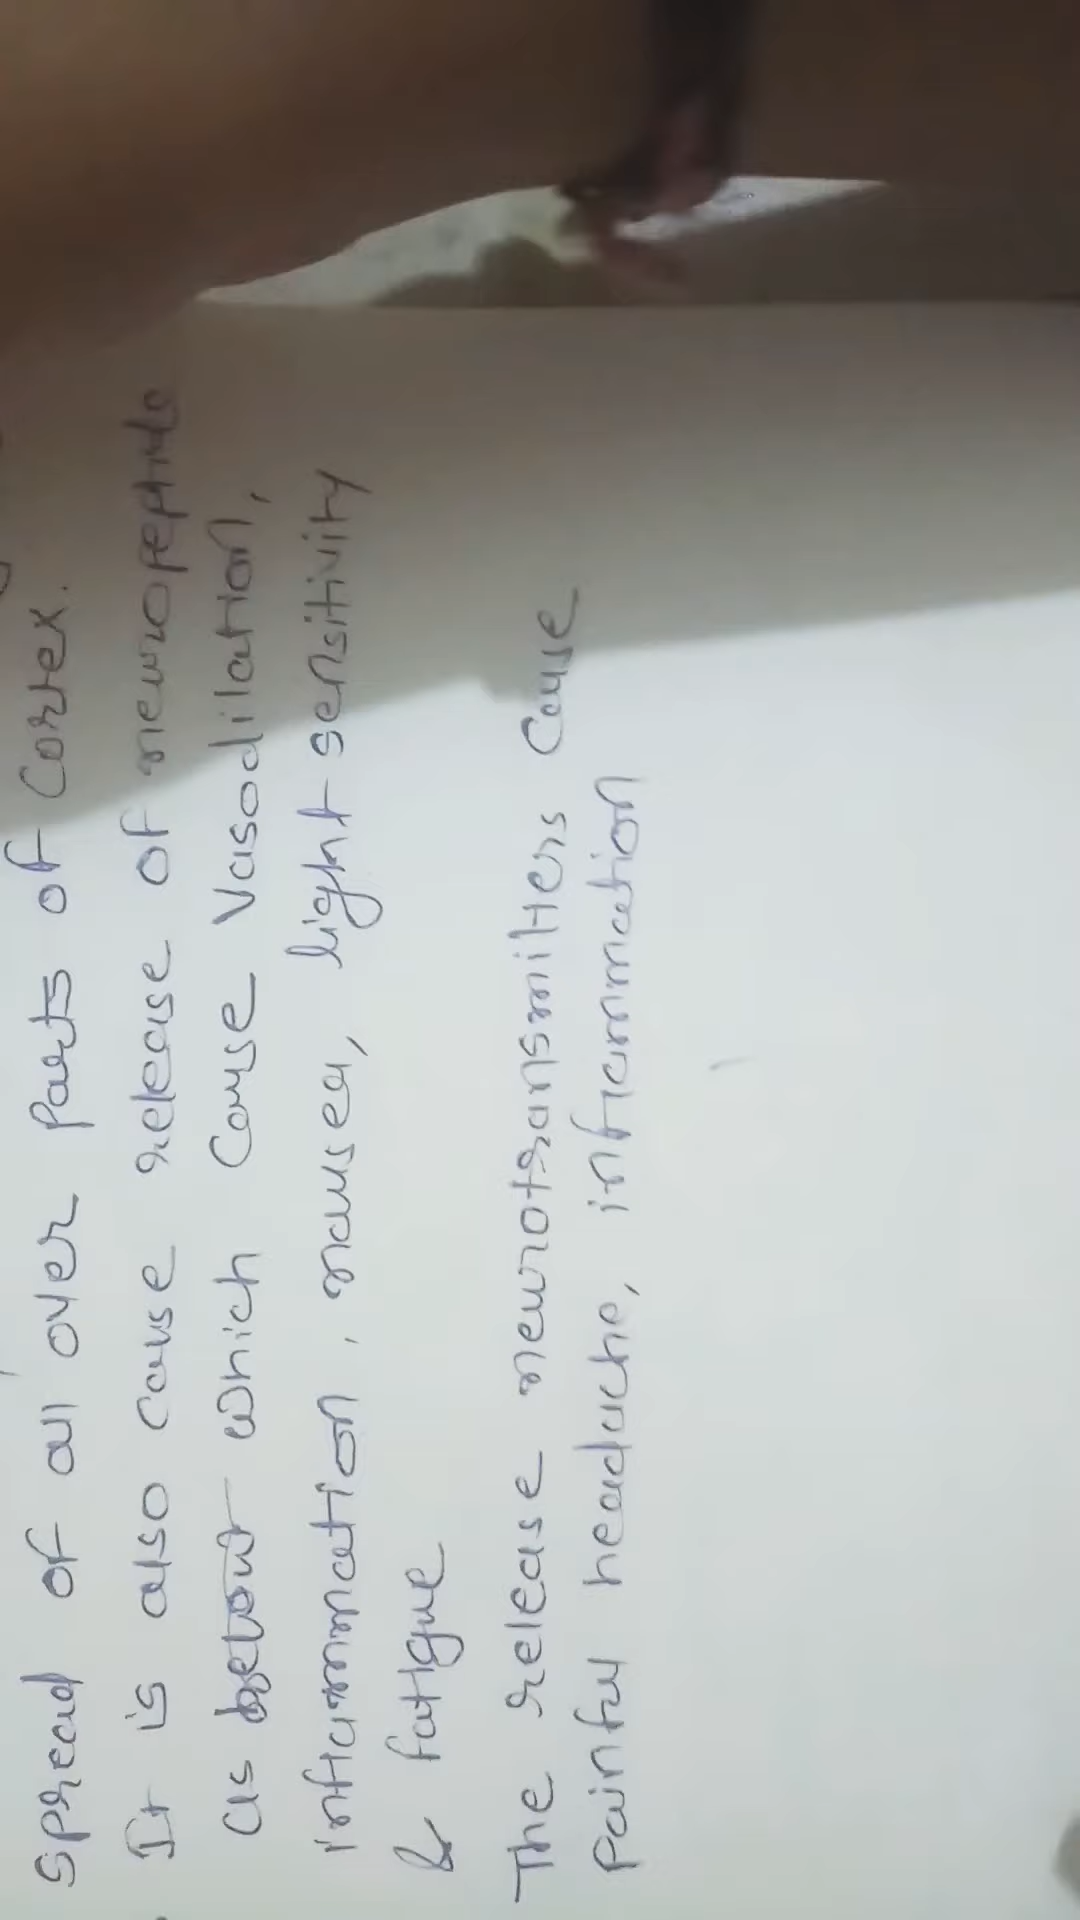 spread of all over parts of cortex.
It is also cause release of neuropeptide
as below which cause vasodilation,
inflammation, nausea, light sensitivity
& fatigue
The release neurotransmitters cause
painful headache, inflammation